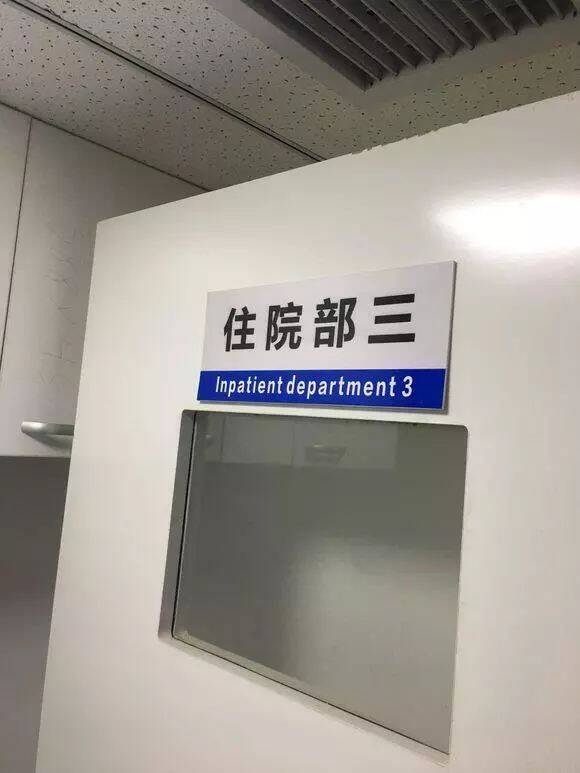 住院部三
Inpatient department 3